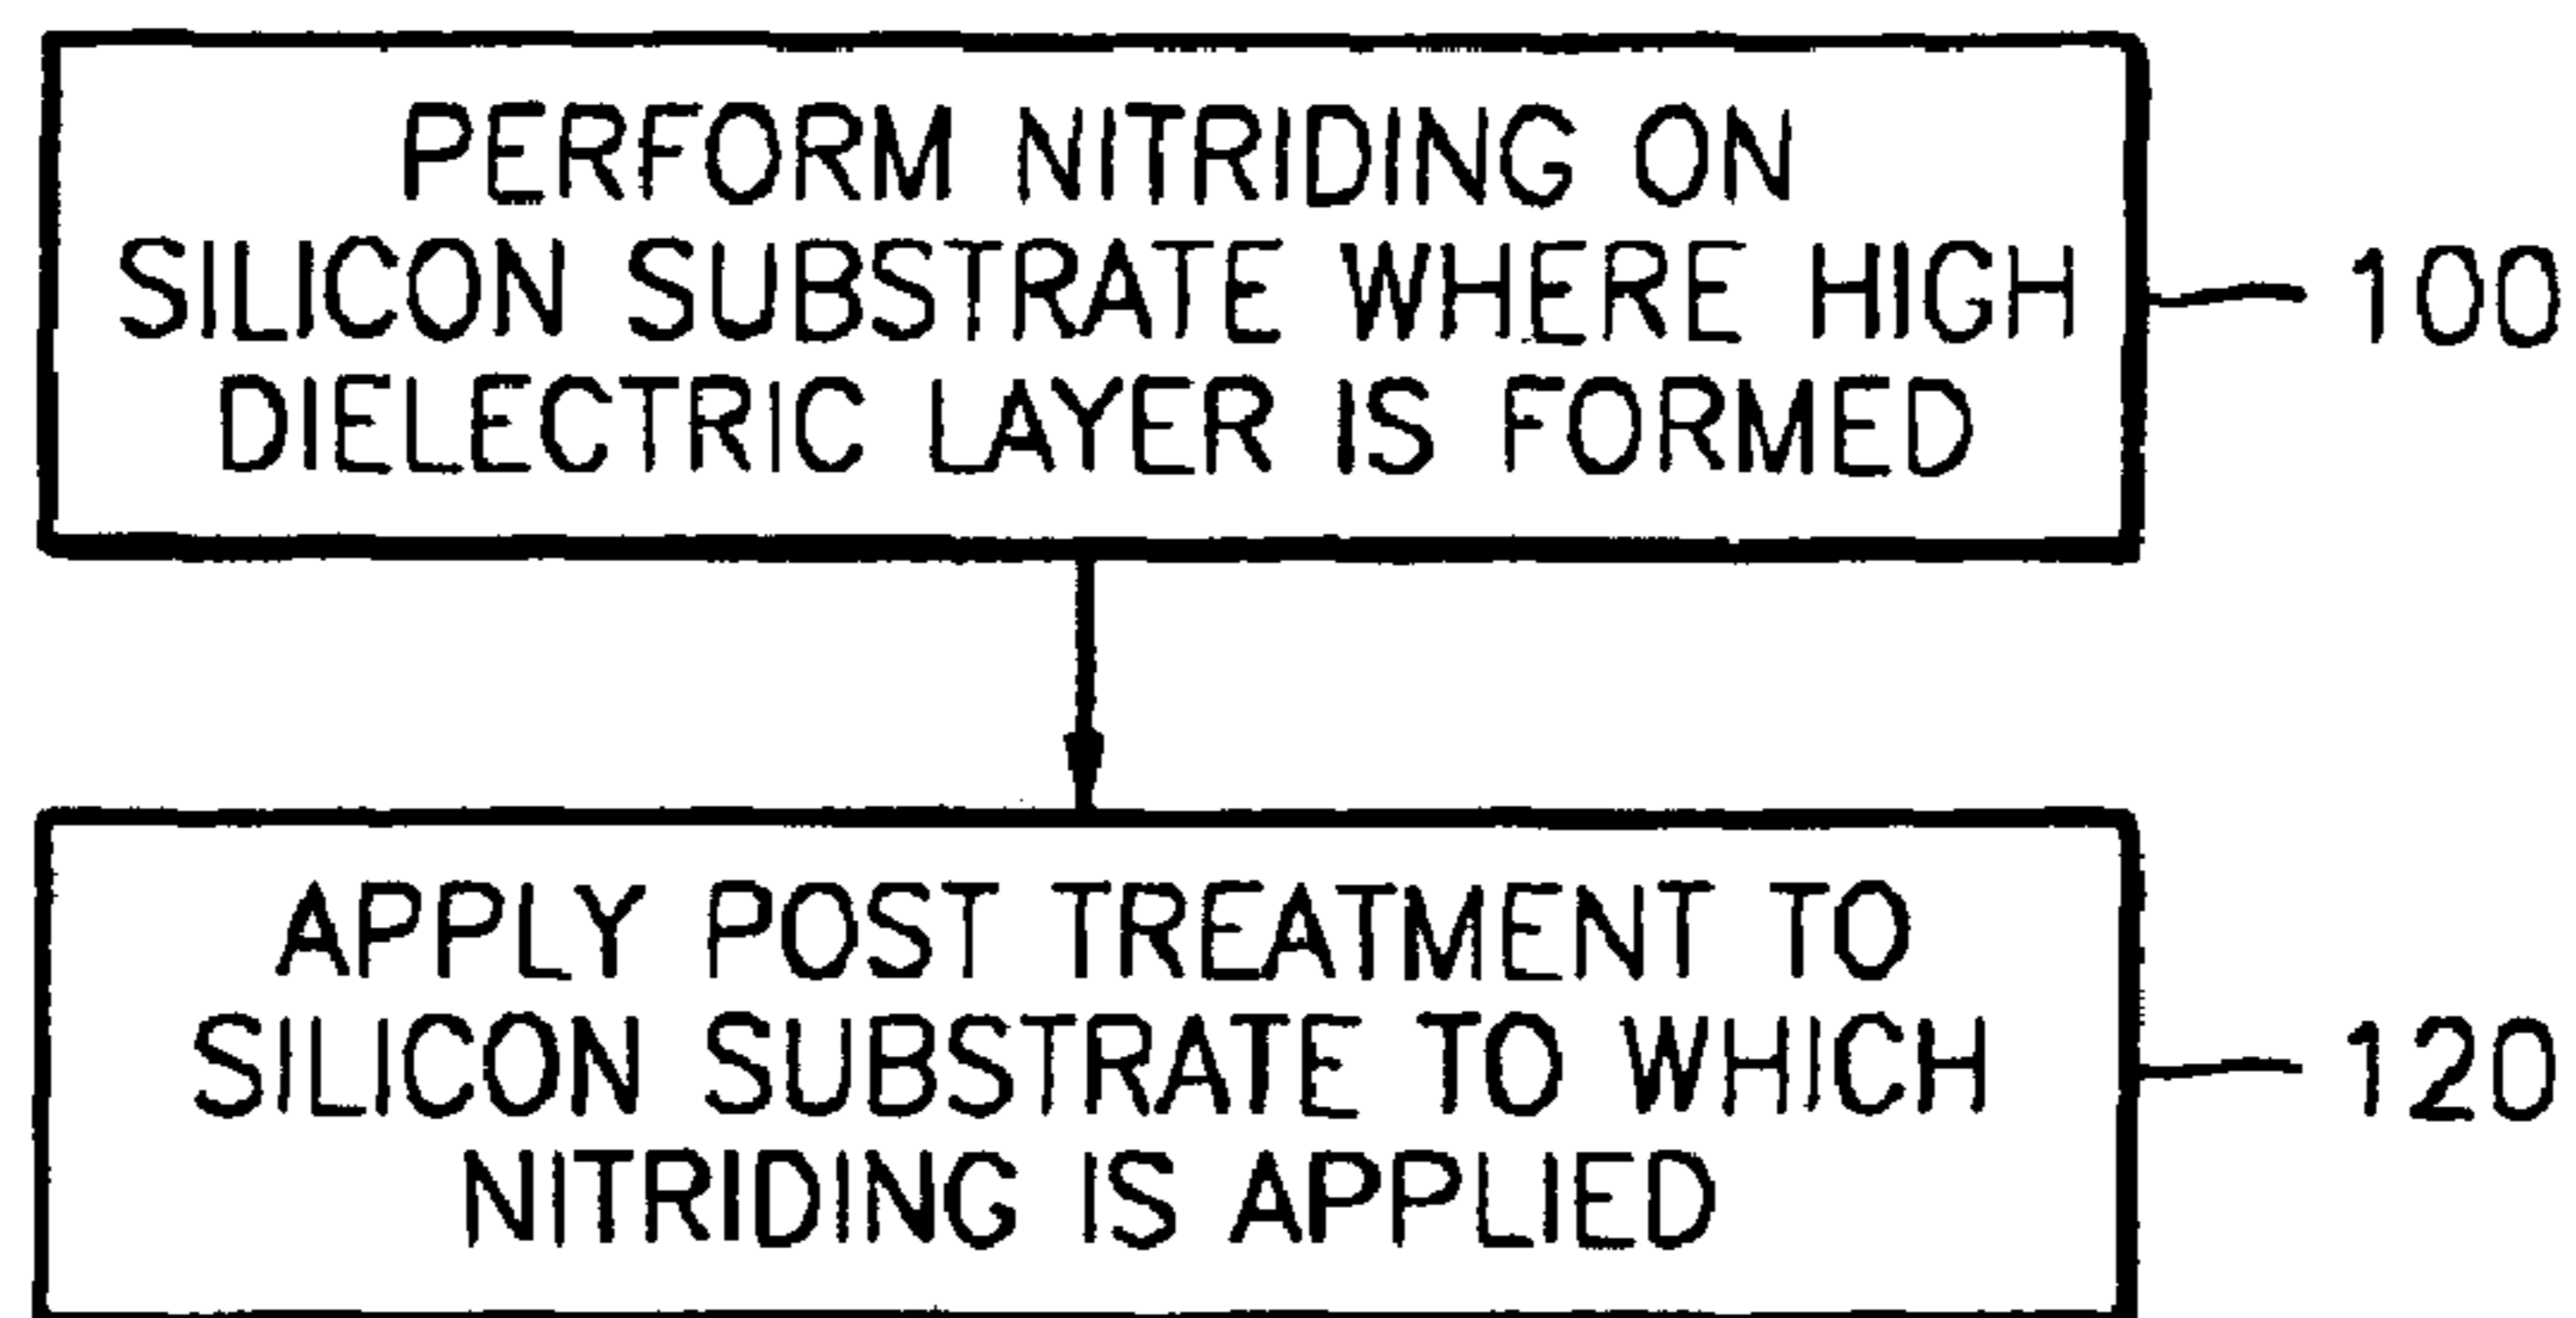 PERFORM NITRIDING ON
SILICON SUBSTRATE WHERE HIGH
DIELECTRIC LAYER IS FORMED
100
APPLY POST TREATMENT TO
SILICON SUBSTRATE TO WHICH
NITRIDING IS APPLIED
120